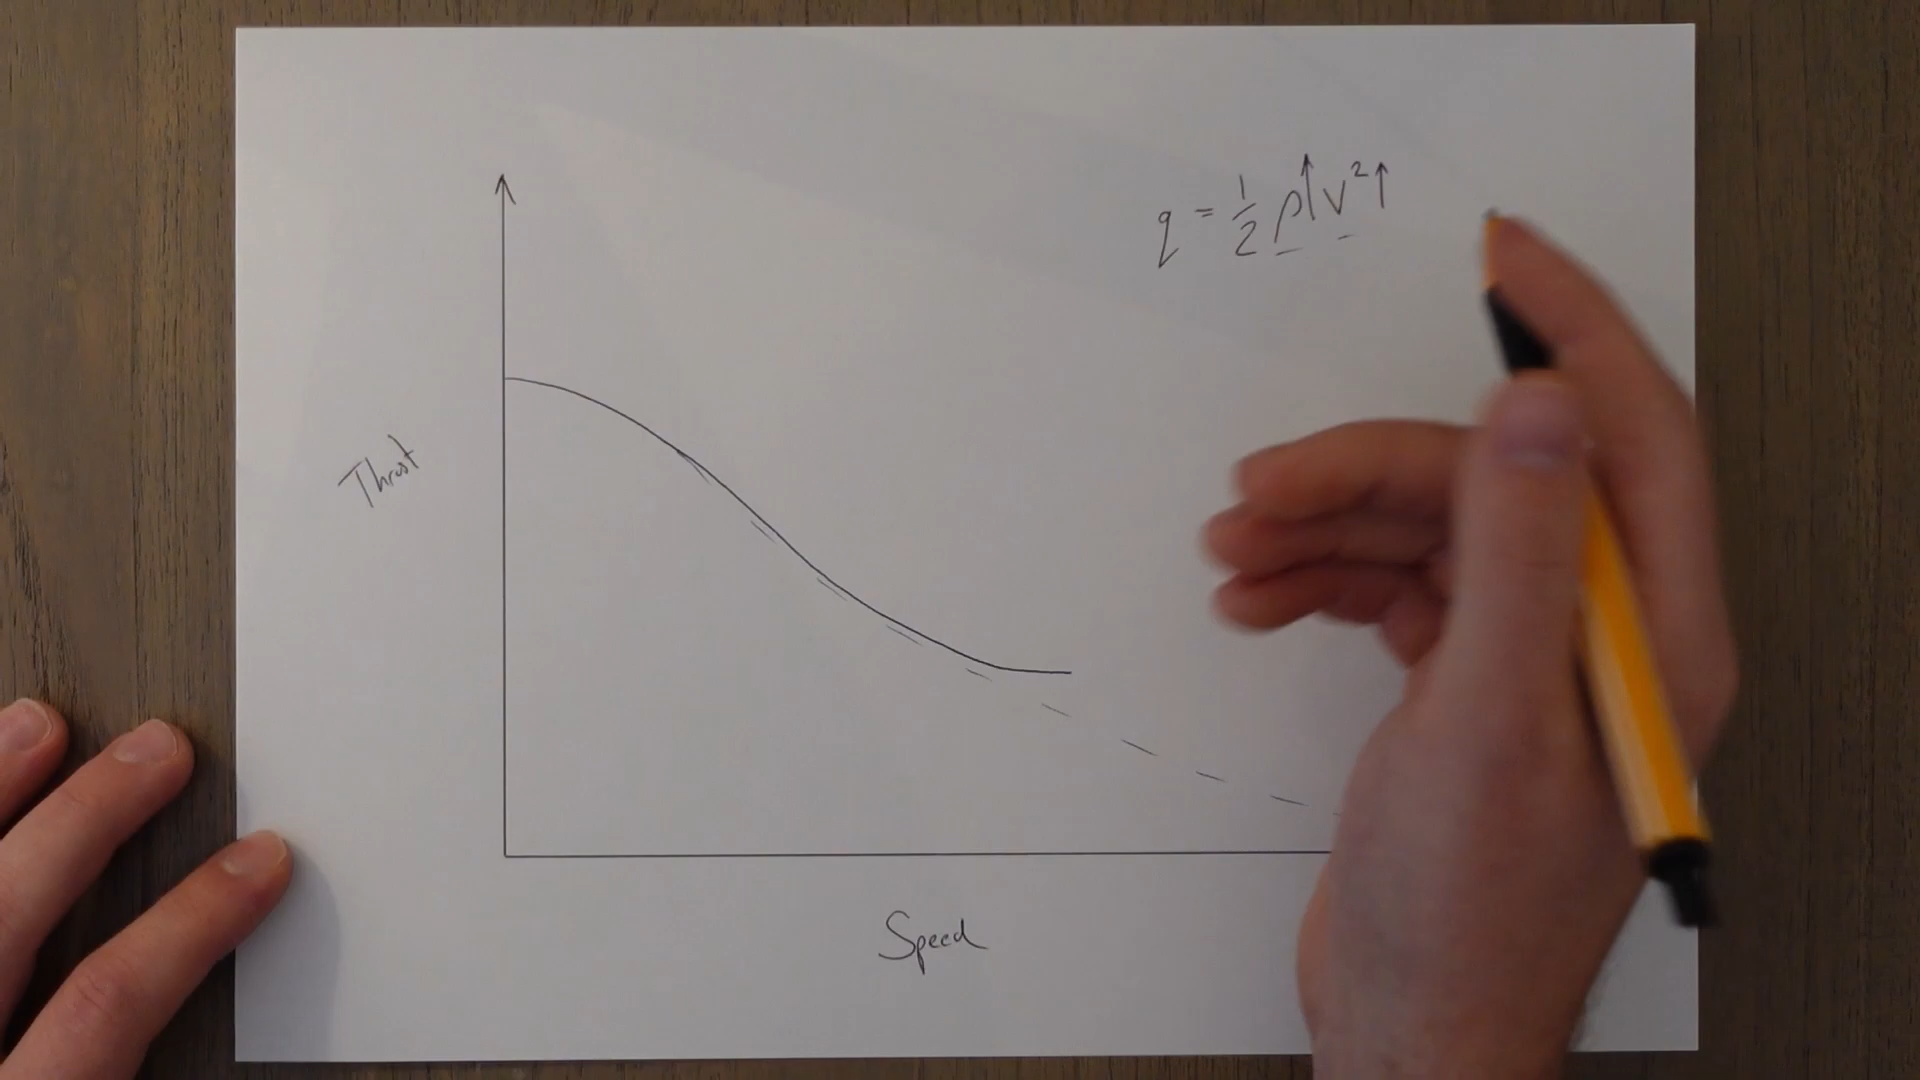 q = 1/2 ρ↑ V²↑
Thrust
Speed